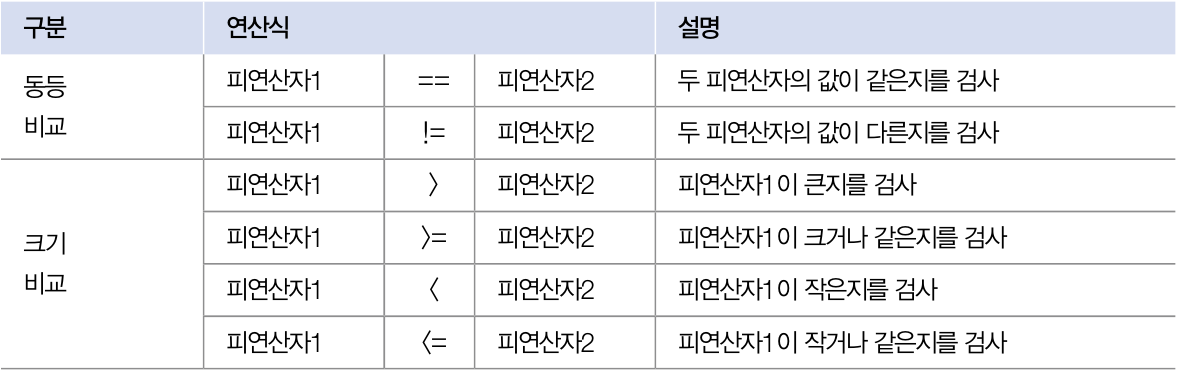 구분 연산식 설명
동등 비교
피연산자1 == 피연산자2 두 피연산자의 값이 같은지를 검사
피연산자1 != 피연산자2 두 피연산자의 값이 다른지를 검사
크기 비교
피연산자1 > 피연산자2 피연산자1이 큰지를 검사
피연산자1 >= 피연산자2 피연산자1이 크거나 같은지를 검사
피연산자1 < 피연산자2 피연산자1이 작은지를 검사
피연산자1 <= 피연산자2 피연산자1이 작거나 같은지를 검사